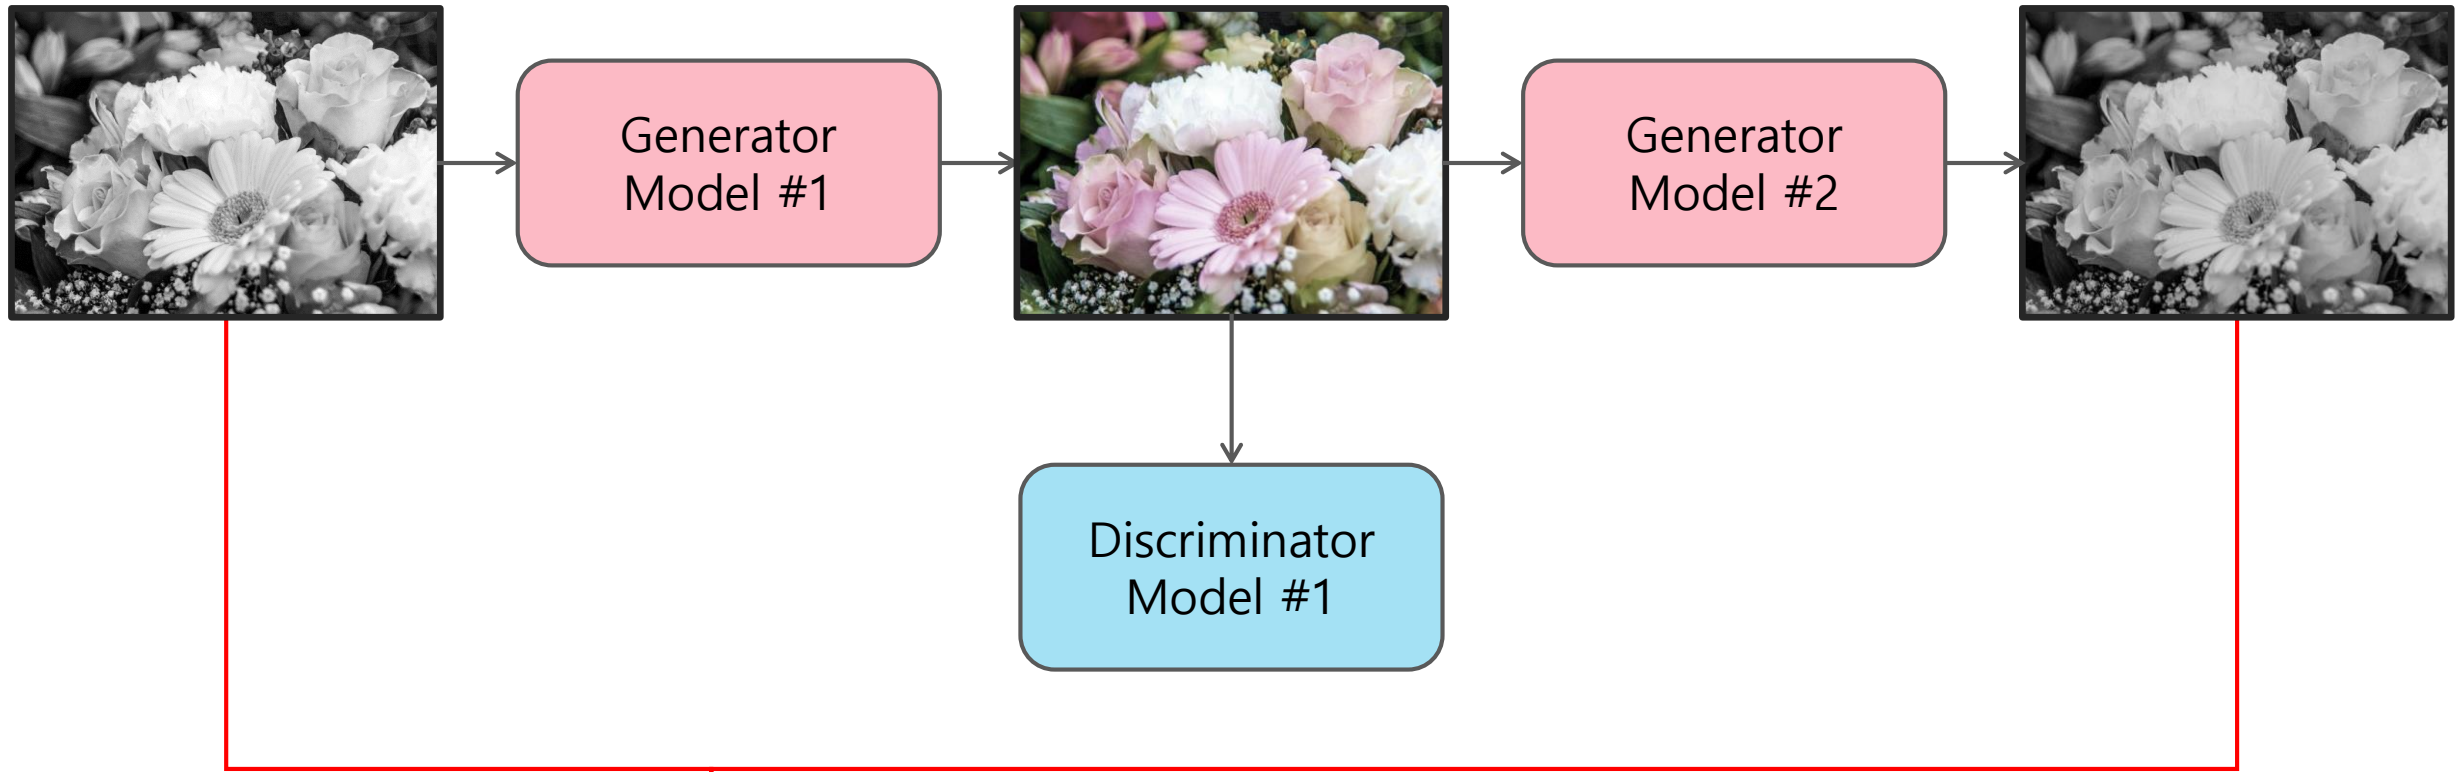 Generator
Model #1
Generator
Model #2
Discriminator
Model #1